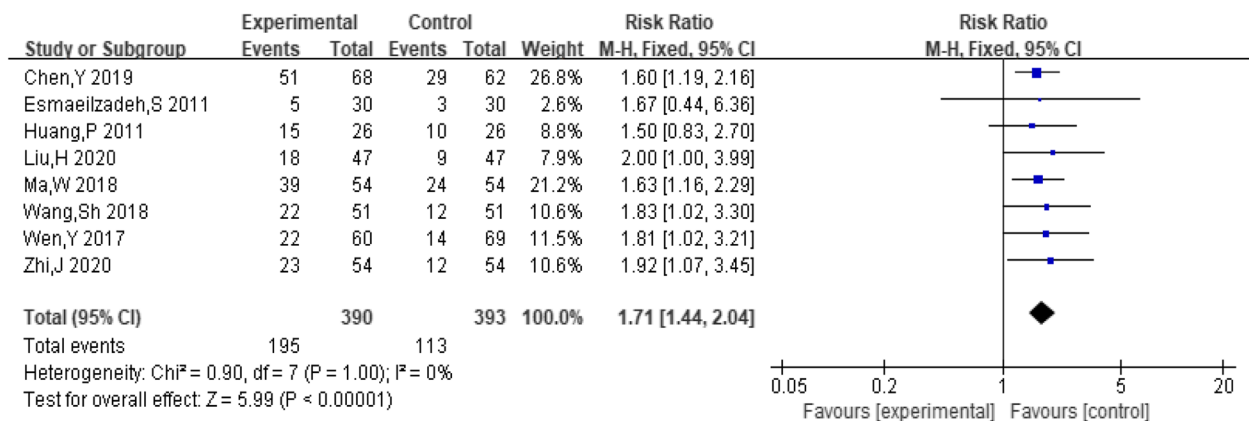 Experimental Control Risk Ratio Risk Ratio
Study or Subgroup Events Total Events Total Weight M-H, Fixed, 95% CI M-H, Fixed, 95% CI
Chen,Y 2019 51 68 29 62 26.8% 1.60 [1.19, 2.16]
Esmaeilzadeh,S 2011 5 30 3 30 2.6% 1.67 [0.44, 6.36]
Huang,P 2011 15 26 10 26 8.8% 1.50 [0.83, 2.70]
Liu,H 2020 18 47 9 47 7.9% 2.00 [1.00, 3.99]
Ma,W 2018 39 54 24 54 21.2% 1.63 [1.16, 2.29]
Wang,Sh 2018 22 51 12 51 10.6% 1.83 [1.02, 3.30]
Wen,Y 2017 22 60 14 69 11.5% 1.81 [1.02, 3.21]
Zhi,J 2020 23 54 12 54 10.6% 1.92 [1.07, 3.45]
Total (95% CI) 390 393 100.0% 1.71 [1.44, 2.04]
Total events 195 113
Heterogeneity: Chi² = 0.90, df = 7 (P = 1.00); I² = 0%
Test for overall effect: Z = 5.99 (P < 0.00001)
0.05 0.2 1 5 20
Favours [experimental] Favours [control]